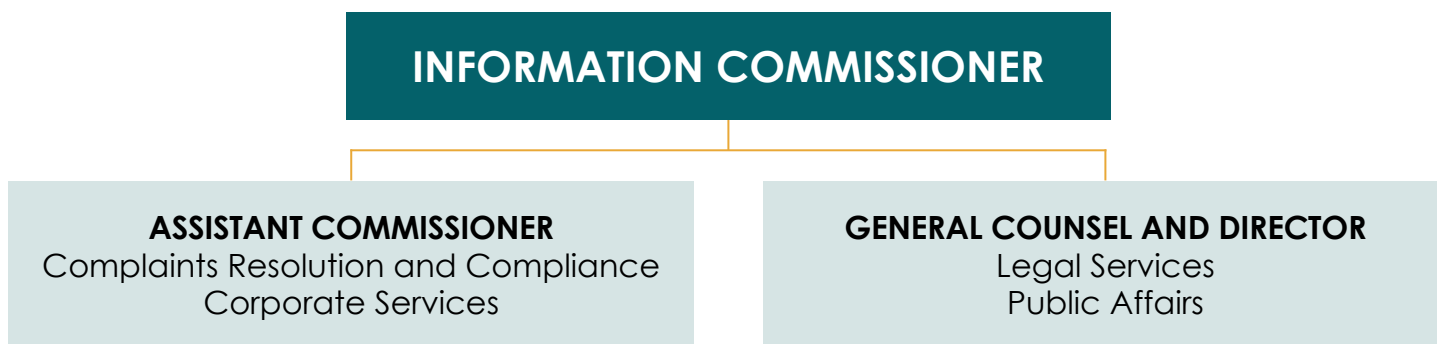 INFORMATION COMMISSIONER
ASSISTANT COMMISSIONER
Complaints Resolution and Compliance
Corporate Services
GENERAL COUNSEL AND DIRECTOR
Legal Services
Public Affairs